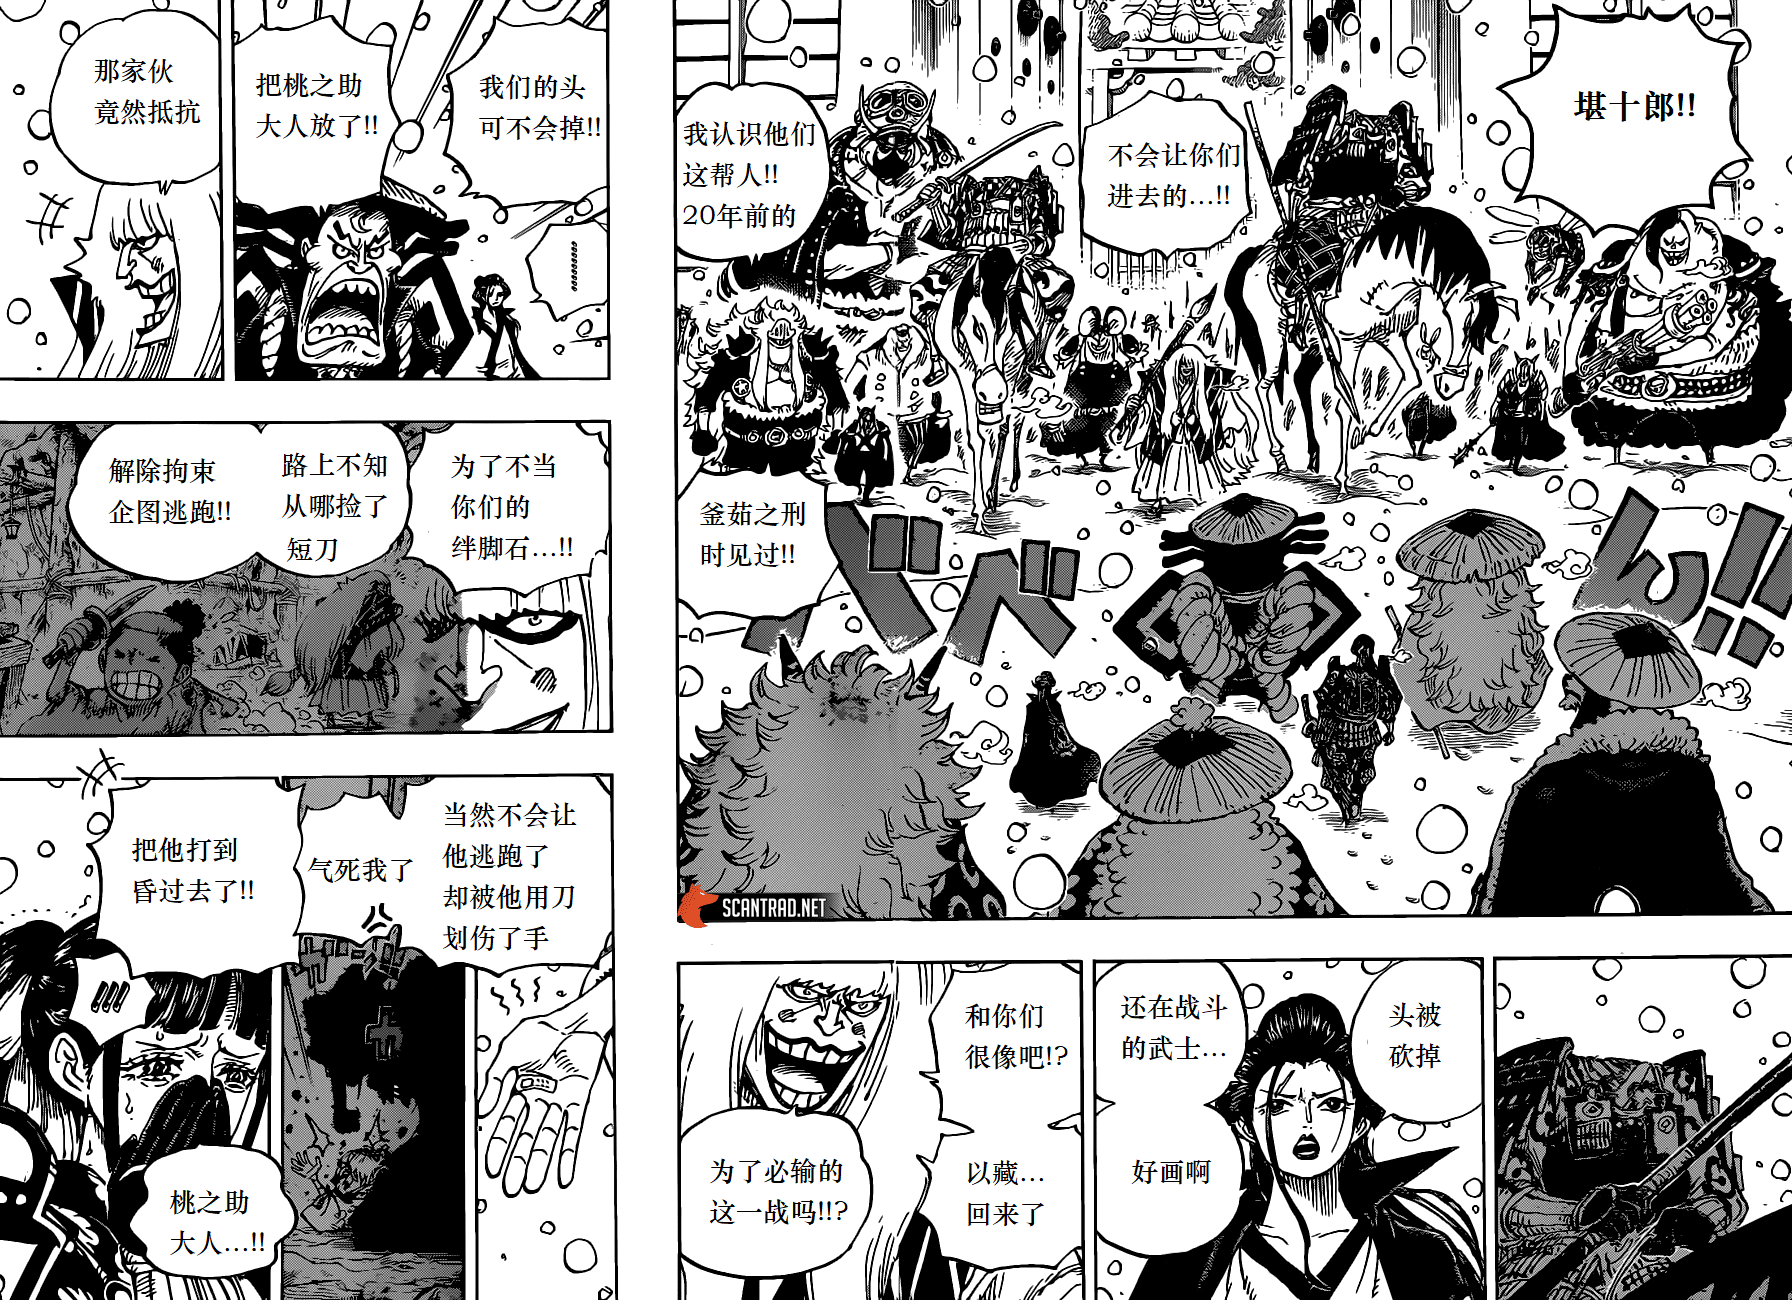 堪十郎!!
不会让你们
进去的…!!
我认识他们
这帮人!!
20年前的
釜茹之刑
时见过!!
ズベベん!!
头被
砍掉
还在战斗
的武士…
好画啊
和你们
很像吧!?
以藏…
回来了
为了必输的
这一战吗!!?
SCANTRAD.NET
我们的头
可不会掉!!
………
把桃之助
大人放了!!
那家伙
竟然抵抗
为了不当
你们的
绊脚石…!!
路上不知
从哪捡了
短刀
解除拘束
企图逃跑!!
当然不会让
他逃跑了
却被他用刀
划伤了手
气死我了
把他打到
昏过去了!!
!!!
桃之助
大人…!!